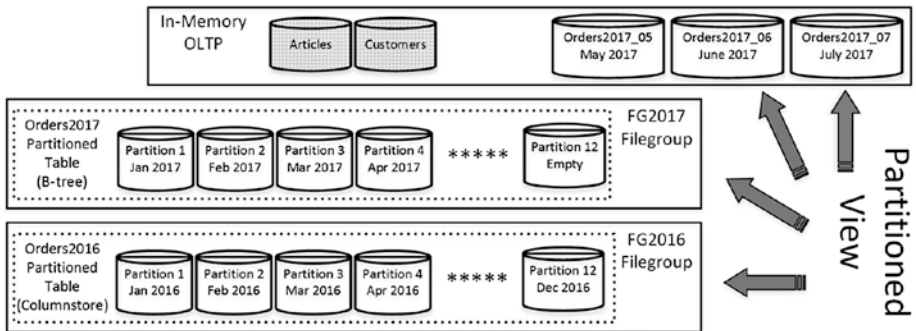 In-Memory
OLTP
Articles
Customers
Orders2017_05
May 2017
Orders2017_06
June 2017
Orders2017_07
July 2017
Orders2017
Partitioned
Table
(B-tree)
Partition 1
Jan 2017
Partition 2
Feb 2017
Partition 3
Mar 2017
Partition 4
Apr 2017
*****
Partition 12
Empty
FG2017
Filegroup
Orders2016
Partitioned
Table
(Columnstore)
Partition 1
Jan 2016
Partition 2
Feb 2016
Partition 3
Mar 2016
Partition 4
Apr 2016
*****
Partition 12
Dec 2016
FG2016
Filegroup
Partitioned
View